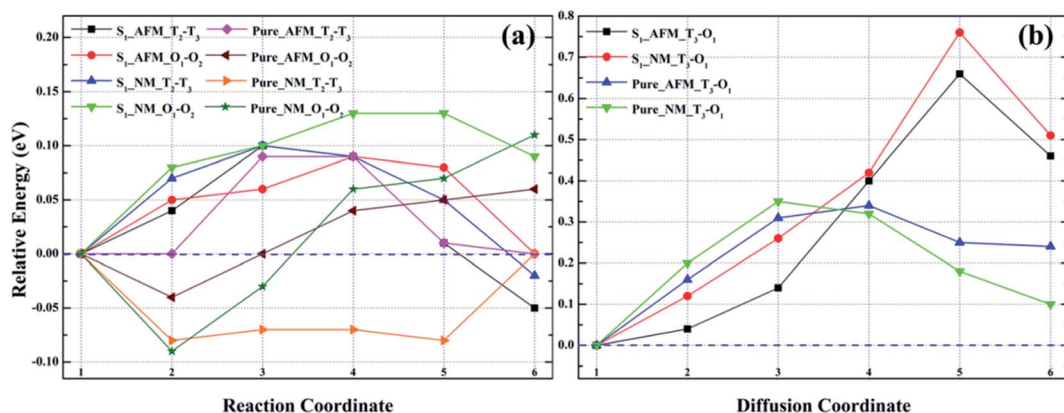 (a)
S₁_AFM_T₂-T₃
S₁_AFM_O₁-O₂
S₁_NM_T₂-T₃
S₁_NM_O₁-O₂
Pure_AFM_T₂-T₃
Pure_AFM_O₁-O₂
Pure_NM_T₂-T₃
Pure_NM_O₁-O₂
Relative Energy (eV)
0.20
0.15
0.10
0.05
0.00
-0.05
-0.10
1 2 3 4 5 6
Reaction Coordinate
(b)
S₁_AFM_T₃-O₁
S₁_NM_T₃-O₁
Pure_AFM_T₃-O₁
Pure_NM_T₃-O₁
0.8
0.7
0.6
0.5
0.4
0.3
0.2
0.1
0.0
1 2 3 4 5 6
Diffusion Coordinate